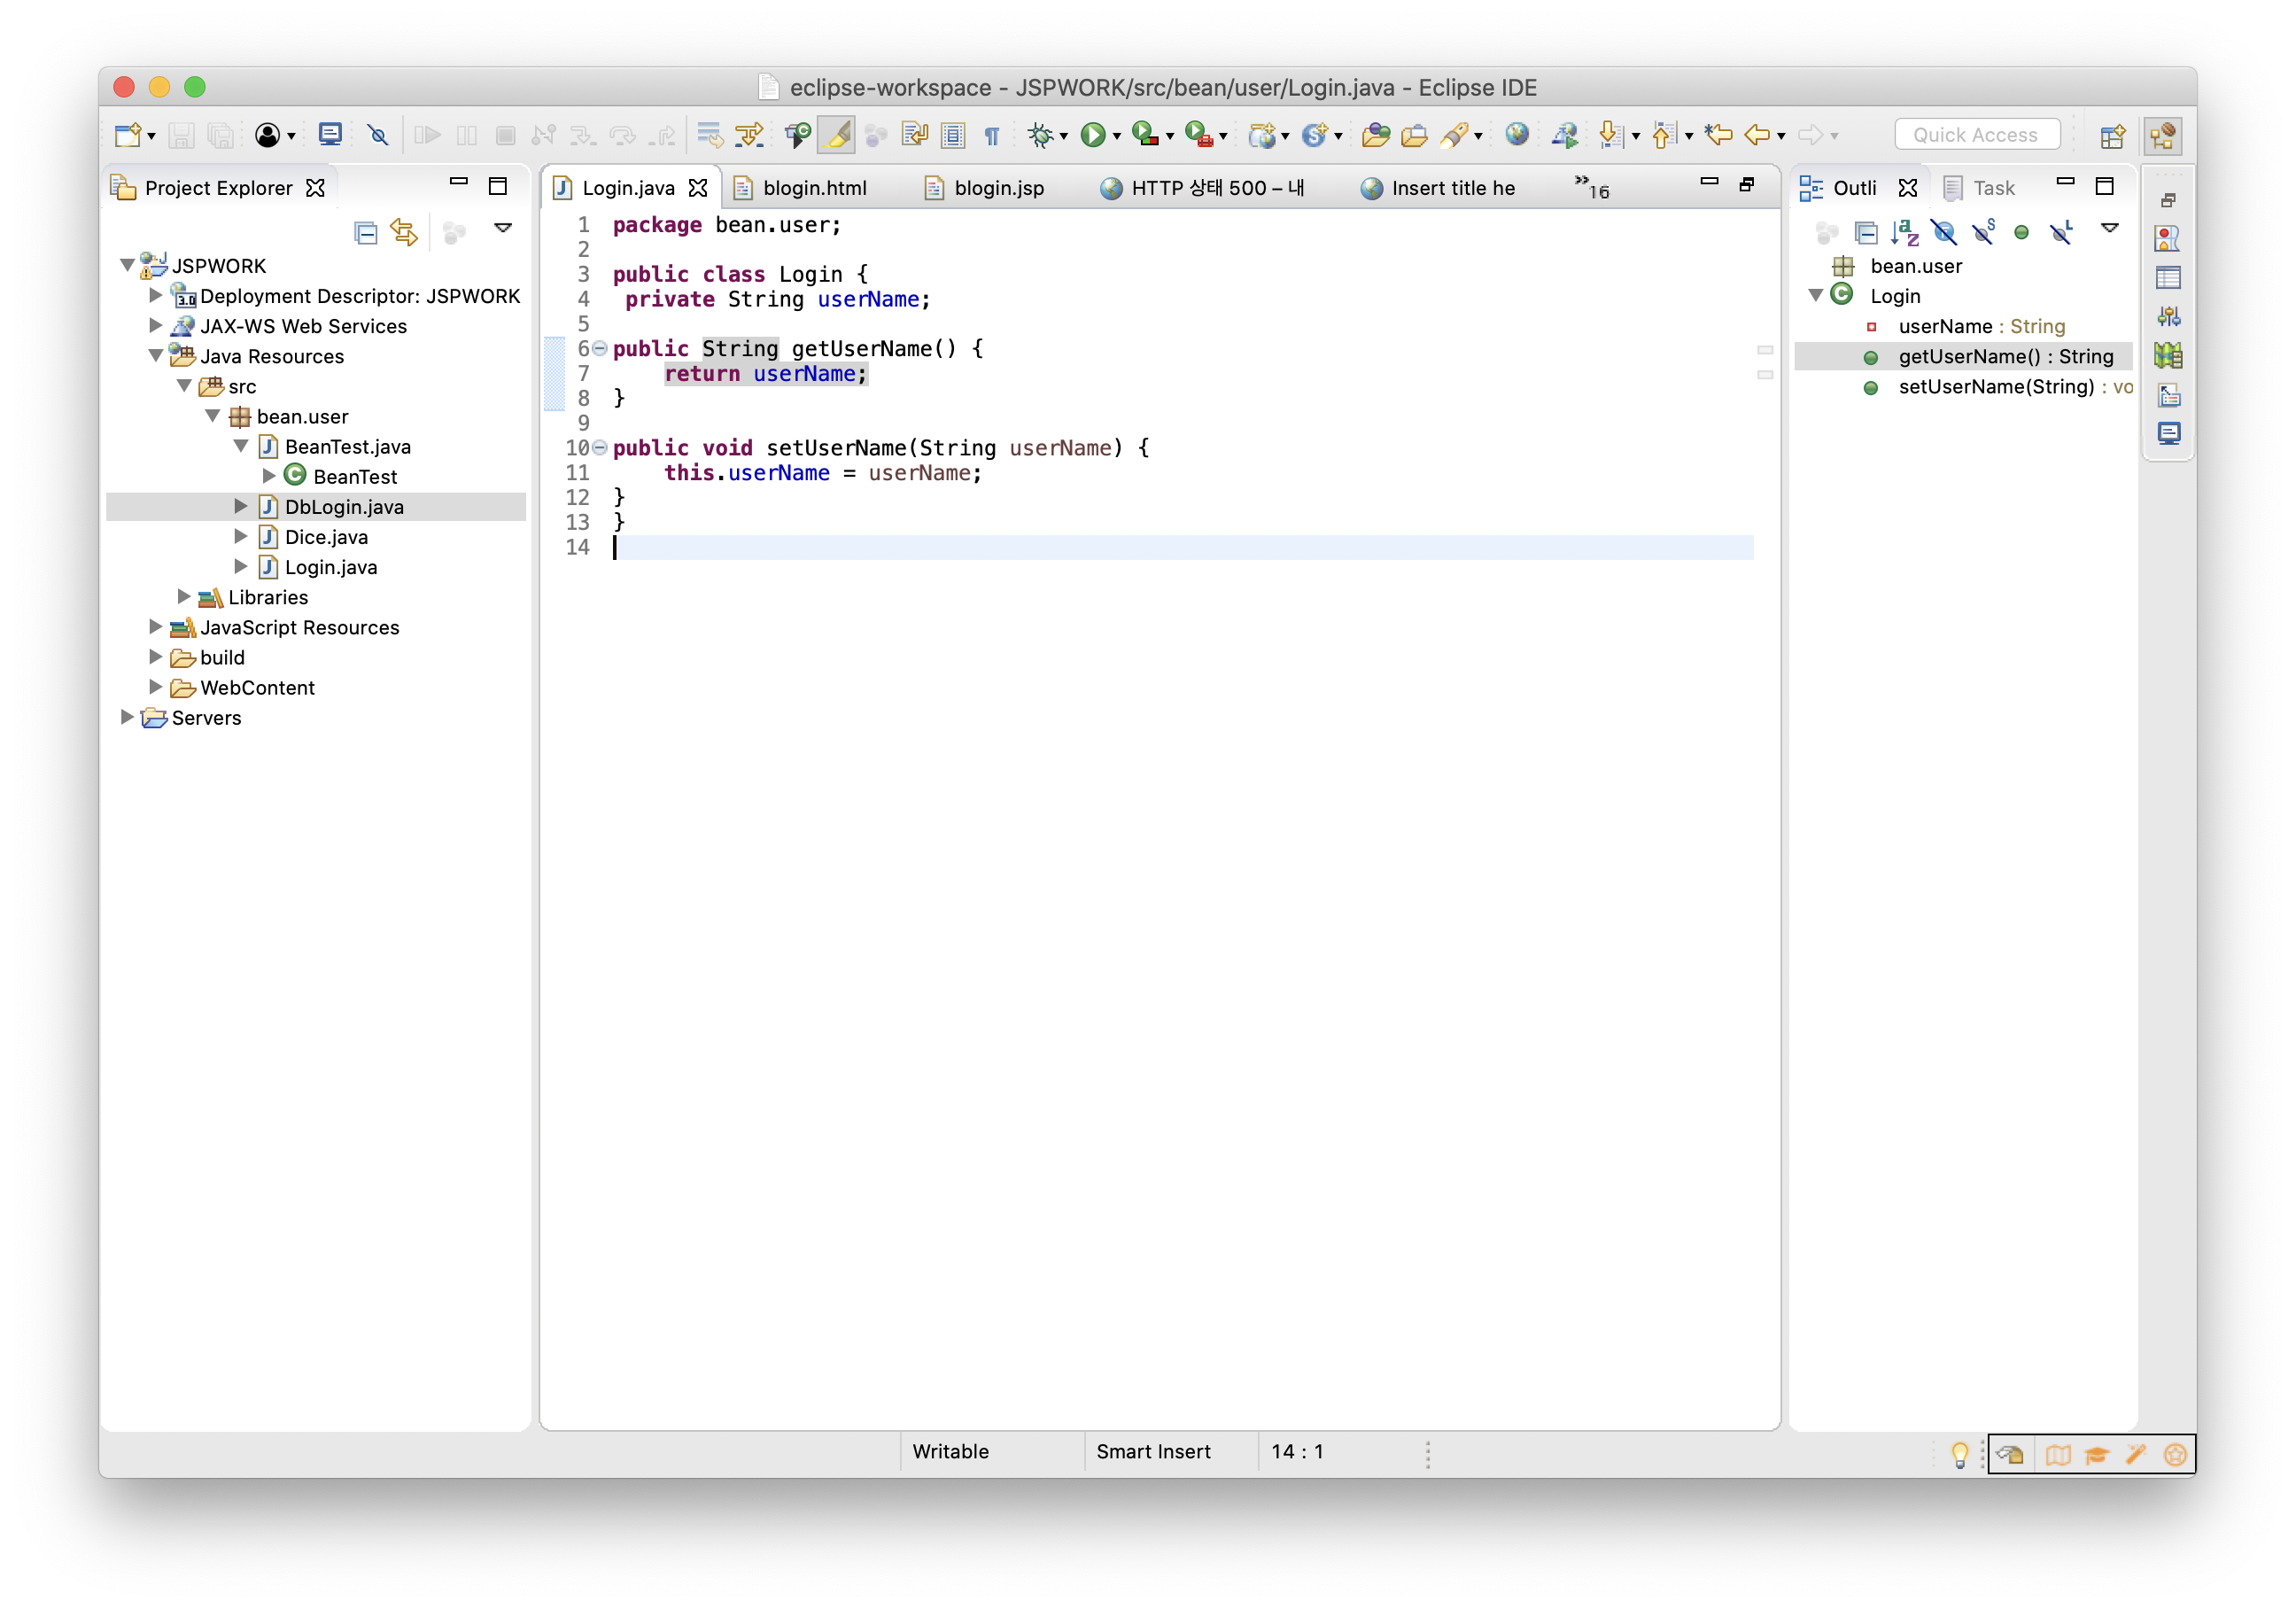 eclipse-workspace - JSPWORK/src/bean/user/Login.java - Eclipse IDE
Quick Access
Project Explorer
JSPWORK
Deployment Descriptor: JSPWORK
JAX-WS Web Services
Java Resources
src
bean.user
BeanTest.java
BeanTest
DbLogin.java
Dice.java
Login.java
Libraries
JavaScript Resources
build
WebContent
Servers
Login.java blogin.html blogin.jsp HTTP 상태 500 – 내 Insert title he 16
1 package bean.user;
2
3 public class Login {
4 private String userName;
5
6 public String getUserName() {
7 return userName;
8 }
9
10 public void setUserName(String userName) {
11 this.userName = userName;
12 }
13 }
14
Outli Task
bean.user
Login
userName : String
getUserName() : String
setUserName(String) : vo
Writable Smart Insert 14 : 1